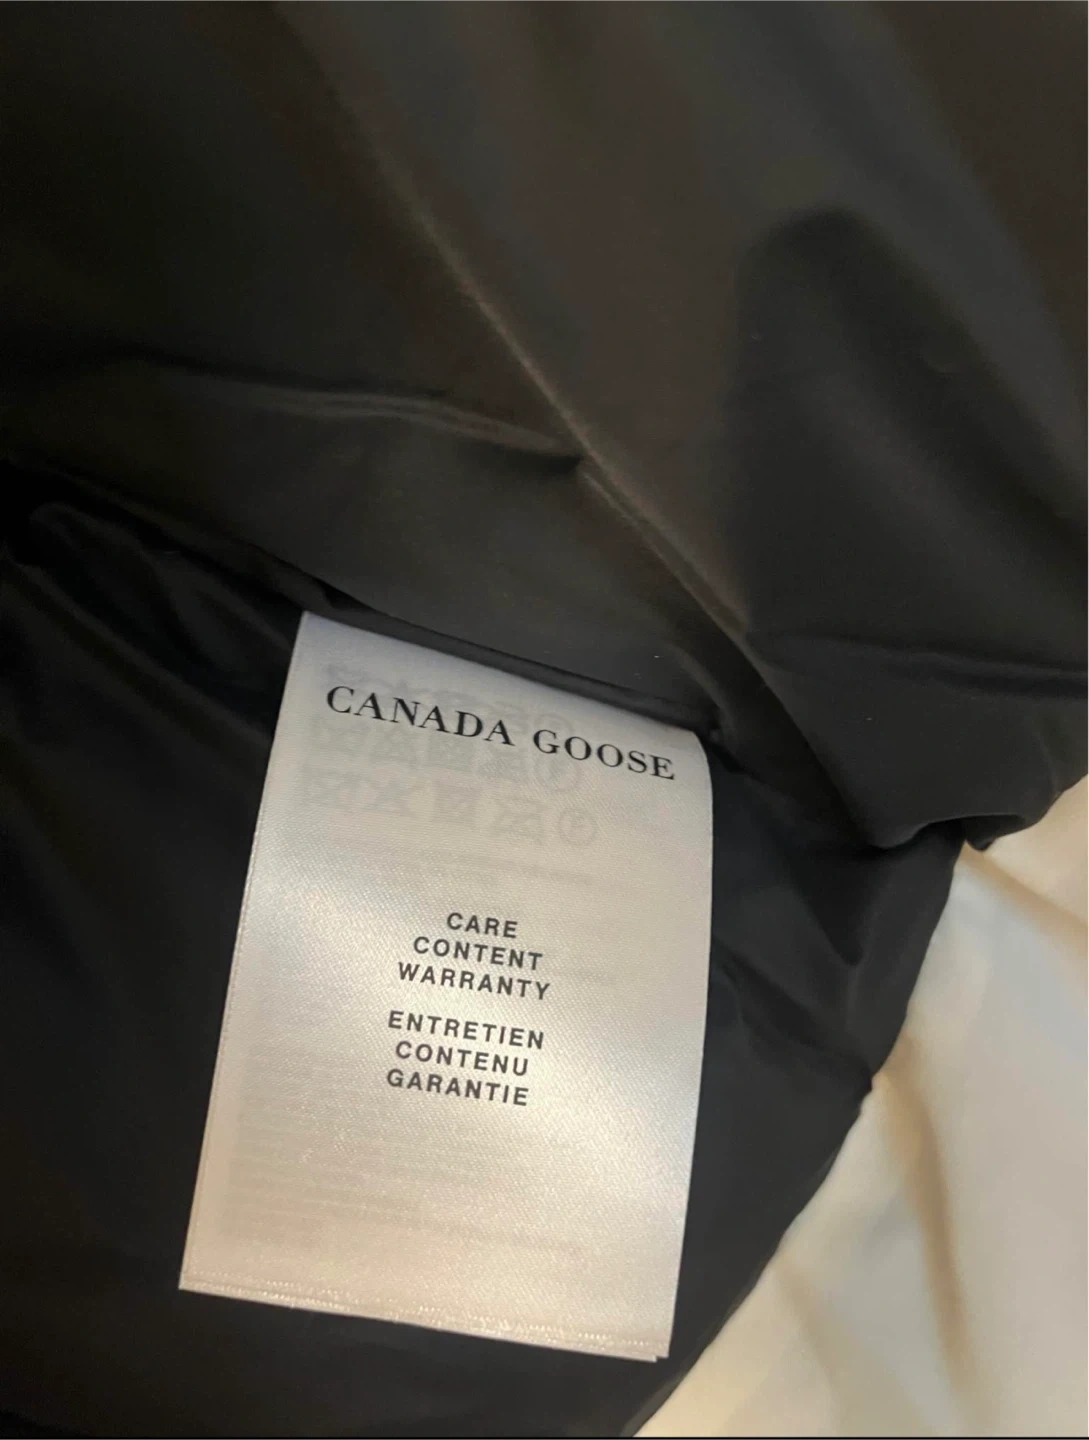 CANADA GOOSE
CARE
CONTENT
WARRANTY
ENTRETIEN
CONTENU
GARANTIE